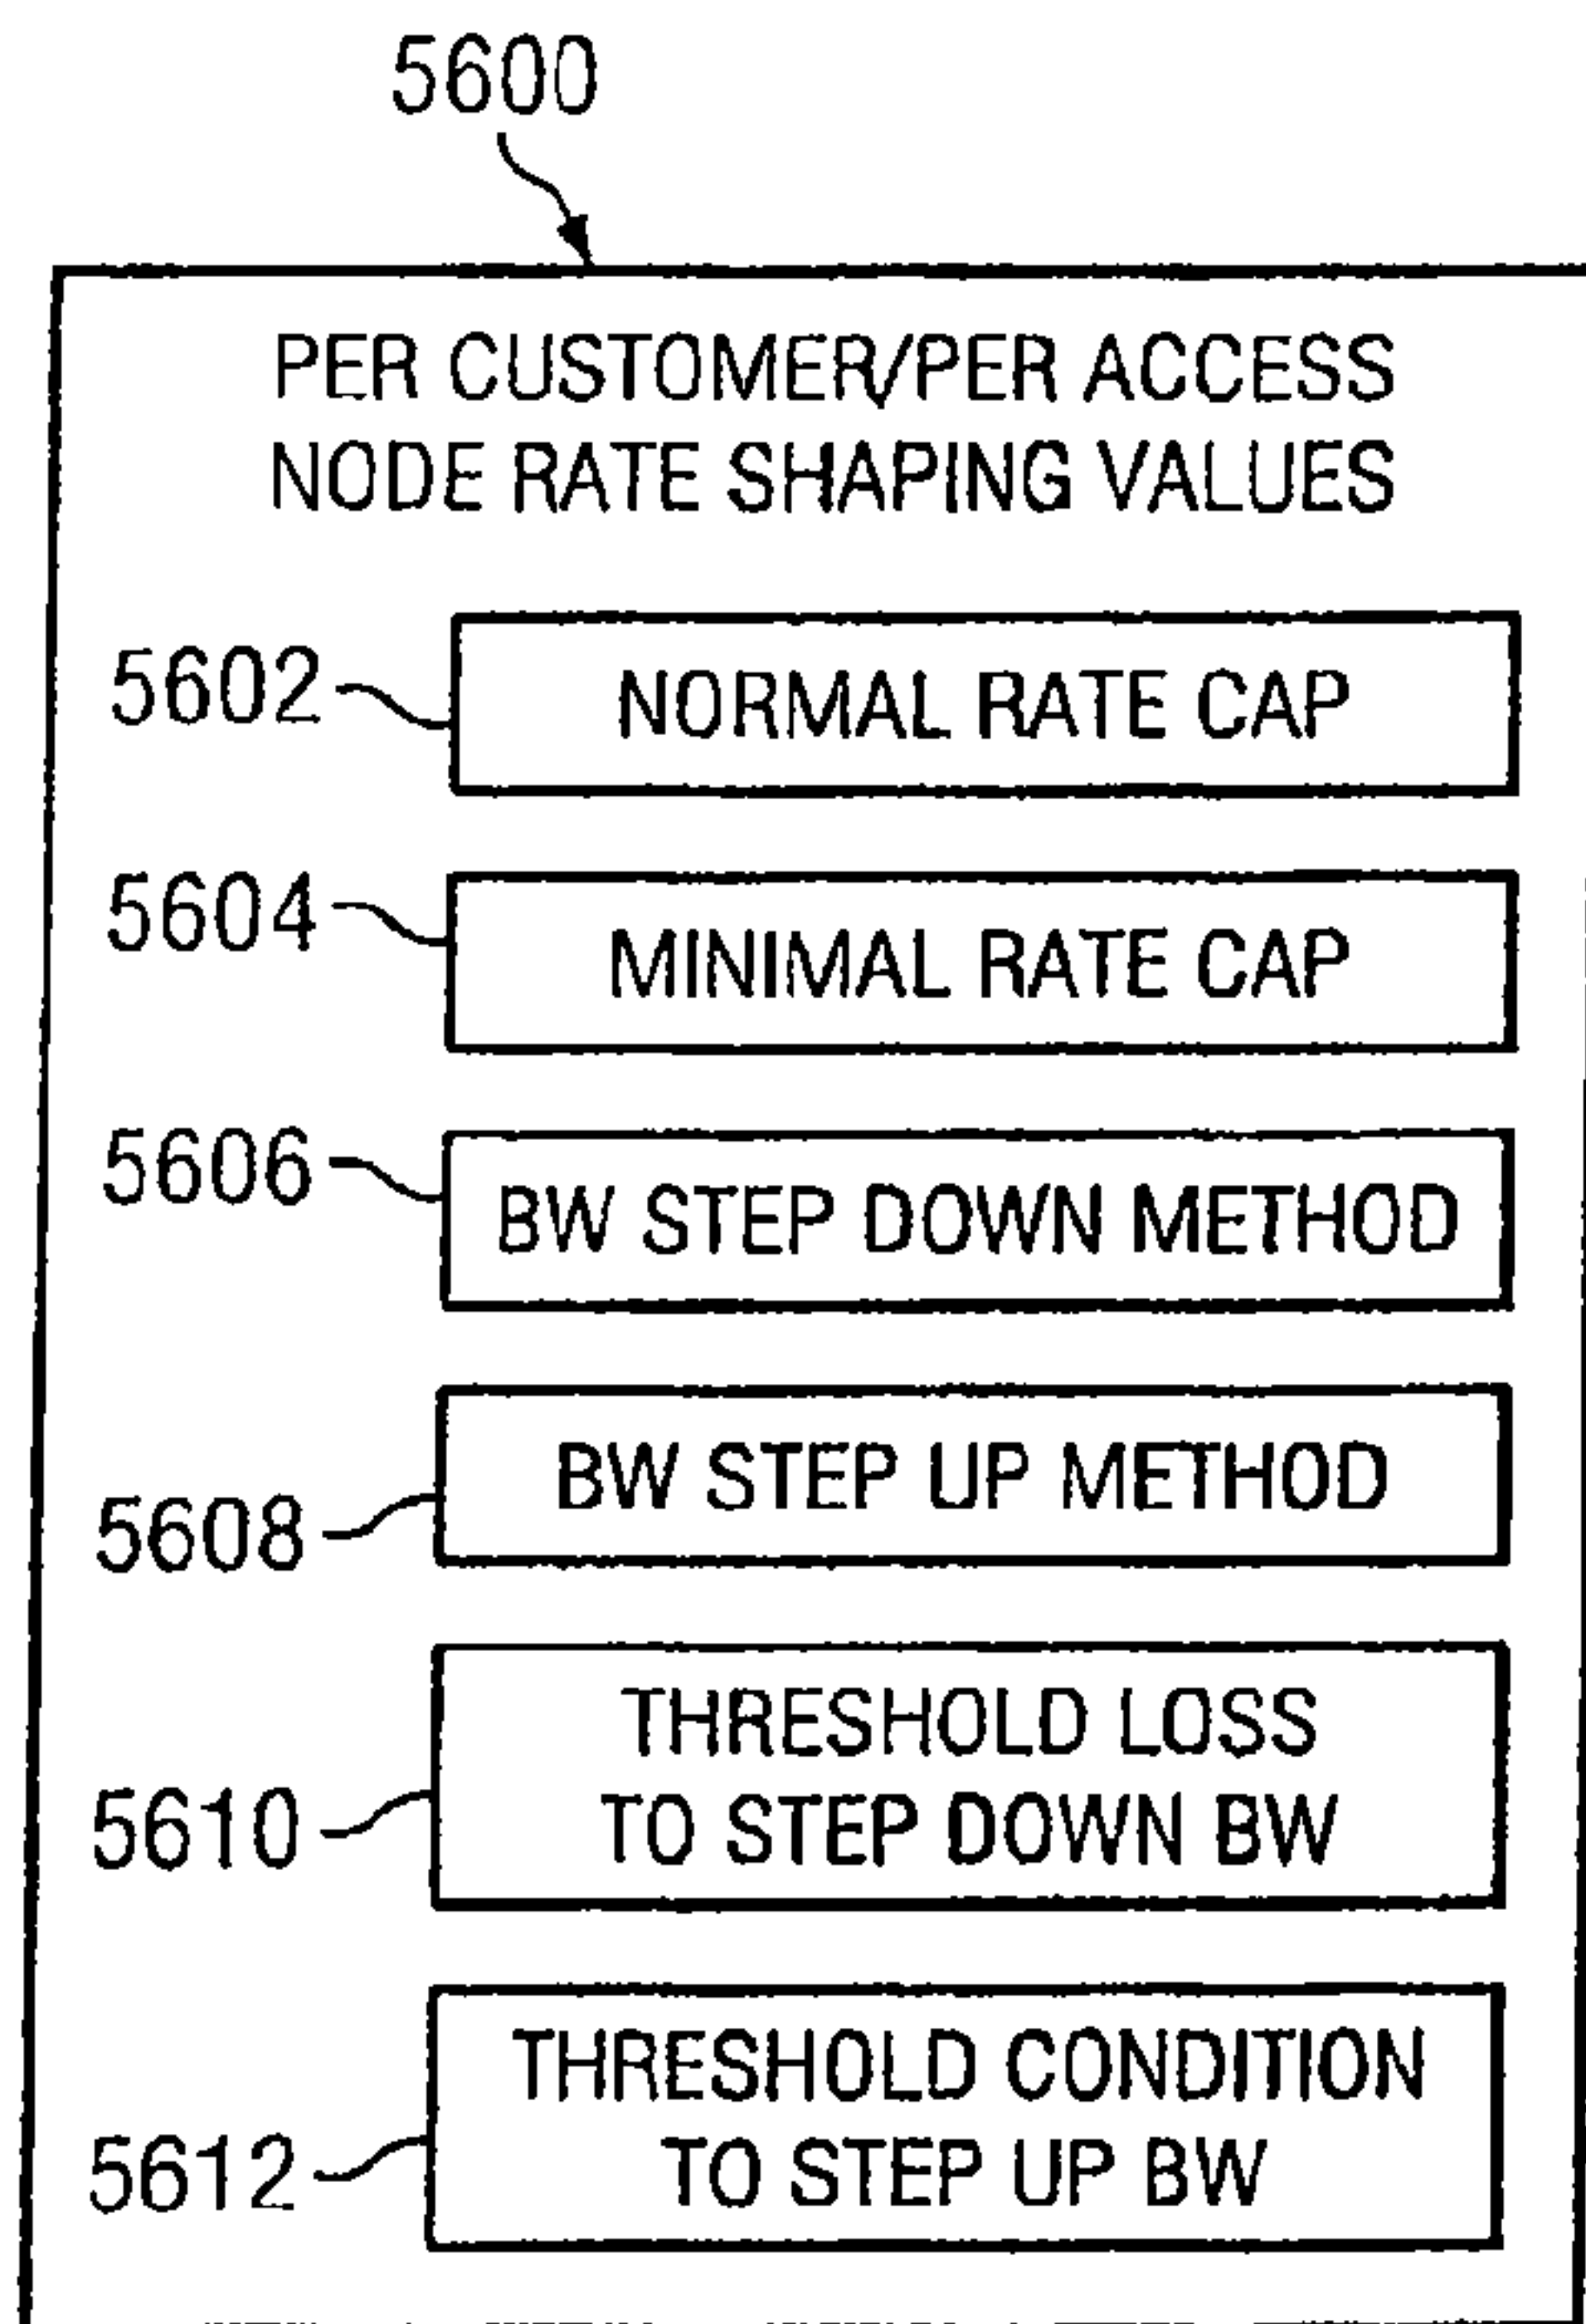 5600
PER CUSTOMER/PER ACCESS
NODE RATE SHAPING VALUES
5602
NORMAL RATE CAP
5604
MINIMAL RATE CAP
5606
BW STEP DOWN METHOD
BW STEP UP METHOD
5608
THRESHOLD LOSS
TO STEP DOWN BW
5610
THRESHOLD CONDITION
TO STEP UP BW
5612